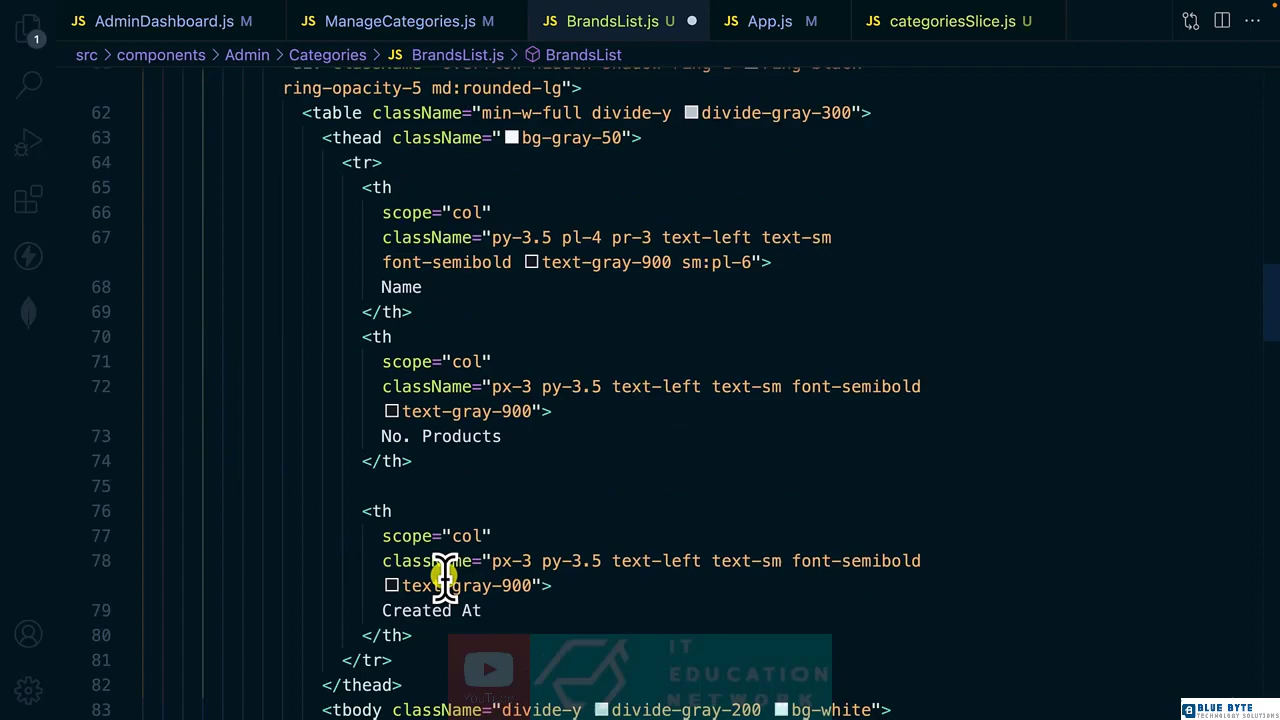 AdminDashboard.js M
ManageCategories.js M
BrandsList.js U
App.js M
categoriesSlice.js U
1
src > components > Admin > Categories > BrandsList.js > BrandsList
ring-opacity-5 md:rounded-lg">
62 <table className="min-w-full divide-y divide-gray-300">
63 <thead className="bg-gray-50">
64 <tr>
65 <th
66 scope="col"
67 className="py-3.5 pl-4 pr-3 text-left text-sm
font-semibold text-gray-900 sm:pl-6">
68 Name
69 </th>
70 <th
71 scope="col"
72 className="px-3 py-3.5 text-left text-sm font-semibold
text-gray-900">
73 No. Products
74 </th>
75
76 <th
77 scope="col"
78 className="px-3 py-3.5 text-left text-sm font-semibold
text-gray-900">
79 Created At
80 </th>
81 </tr>
82 </thead>
83 <tbody className="divide-y divide-gray-200 bg-white">
YouTube
IT
EDUCATION
NETWORK
BLUE BYTE
TECHNOLOGY SOLUTIONS